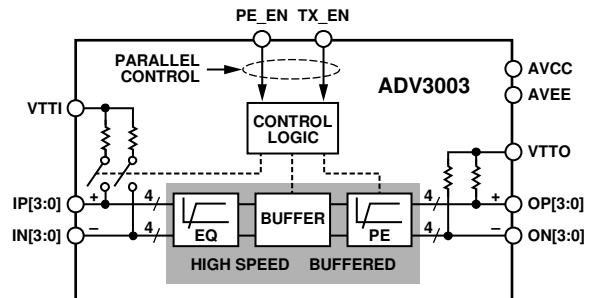 PE_EN TX_EN
PARALLEL
CONTROL
ADV3003
AVCC
AVEE
VTTI
CONTROL
LOGIC
VTTO
IP[3:0]
+
4
4
+
OP[3:0]
BUFFER
IN[3:0]
–
4
EQ
PE
4
–
ON[3:0]
HIGH SPEED BUFFERED